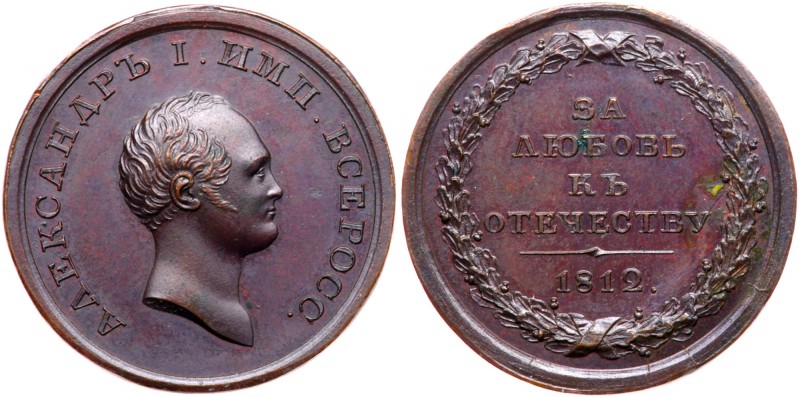 АЛЕКСАНДРЪ I. ИМП. ВСЕРОСС.
ЗА
ЛЮБОВЬ
КЪ
ОТЕЧЕСТВУ
1812.